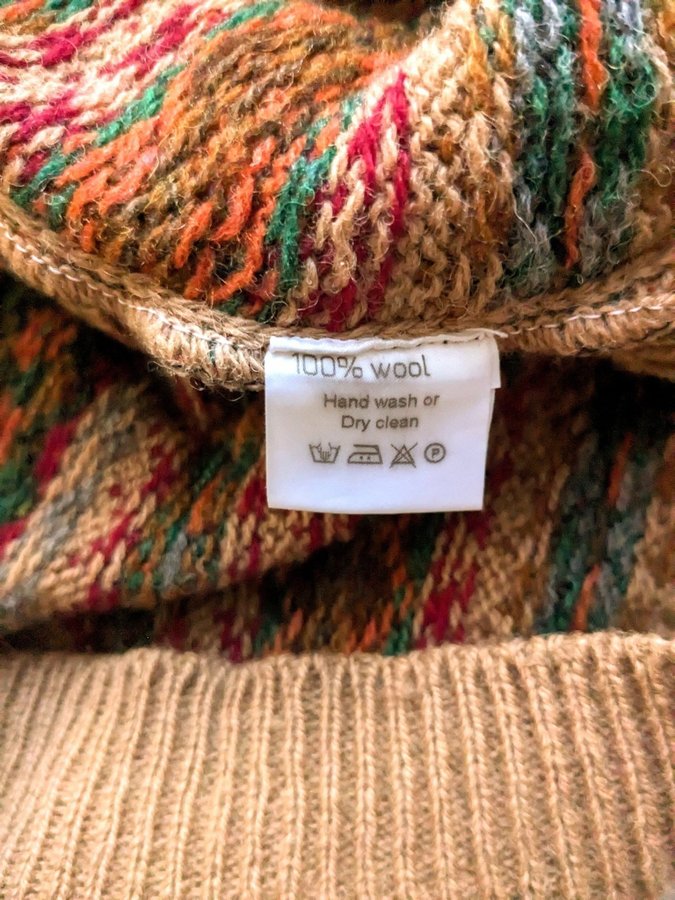 100% wool
Hand wash or
Dry clean
P